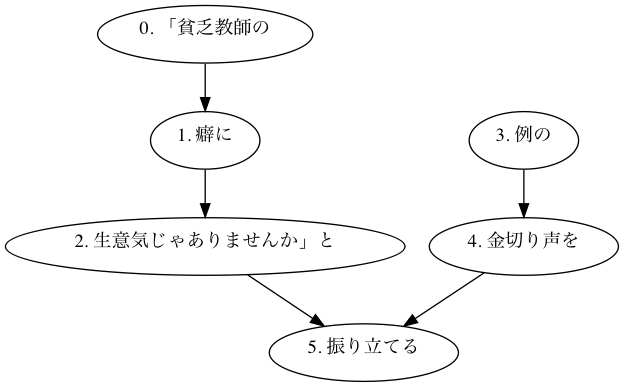 0. 「貧乏教師の
1. 癖に
3. 例の
2. 生意気じゃありませんか」と
4. 金切り声を
5. 振り立てる